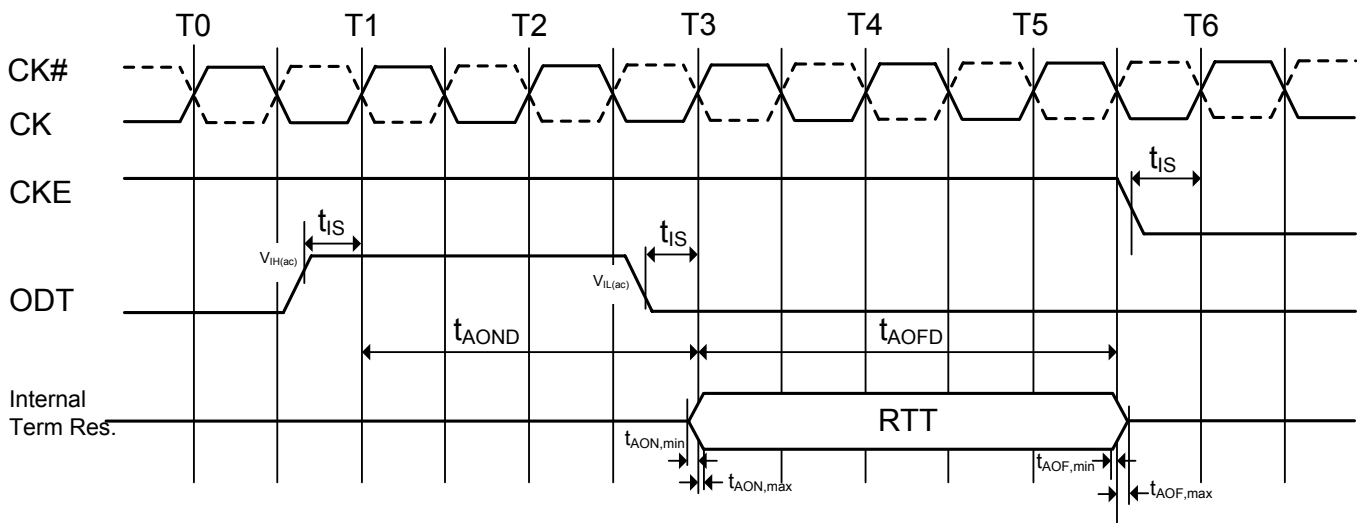 T0 T1 T2 T3 T4 T5 T6
CK#
CK
CKE
tIS
tIS
tIS
VIH(ac)
VIL(ac)
ODT
tAOND
tAOFD
Internal
Term Res.
RTT
tAON,min
tAOF,min
tAON,max
tAOF,max